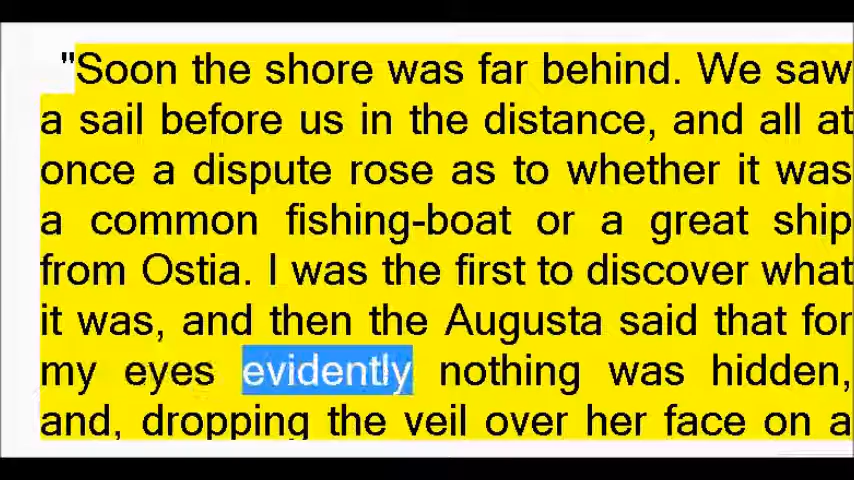 "Soon the shore was far behind. We saw
a sail before us in the distance, and all at
once a dispute rose as to whether it was
a common fishing-boat or a great ship
from Ostia. I was the first to discover what
it was, and then the Augusta said that for
my eyes evidently nothing was hidden,
and, dropping the veil over her face on a